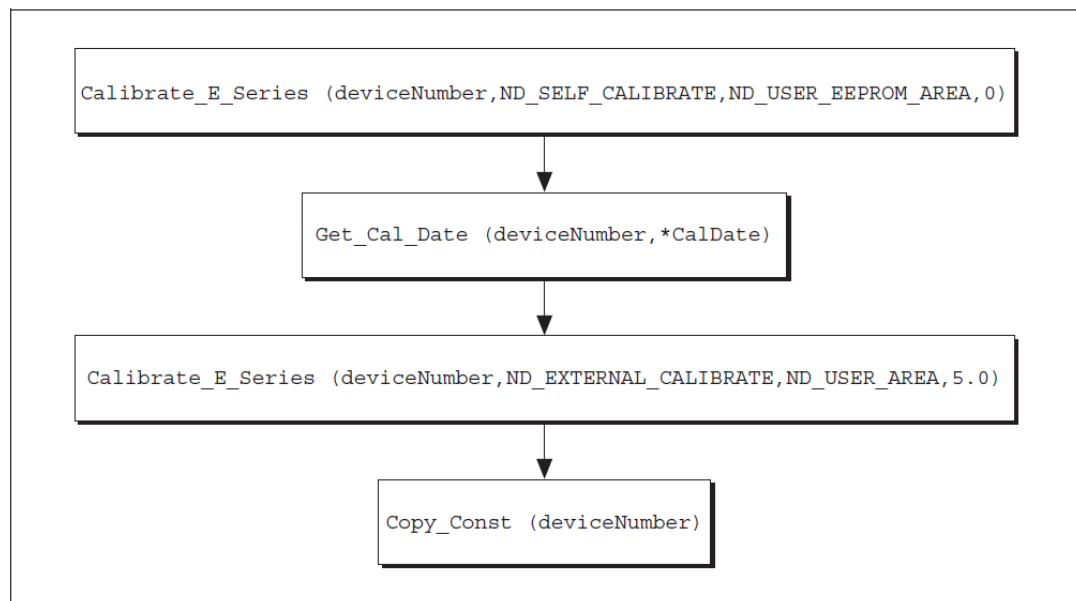 Calibrate_E_Series (deviceNumber,ND_SELF_CALIBRATE,ND_USER_EEPROM_AREA,0)
Get_Cal_Date (deviceNumber,*CalDate)
Calibrate_E_Series (deviceNumber,ND_EXTERNAL_CALIBRATE,ND_USER_AREA,5.0)
Copy_Const (deviceNumber)